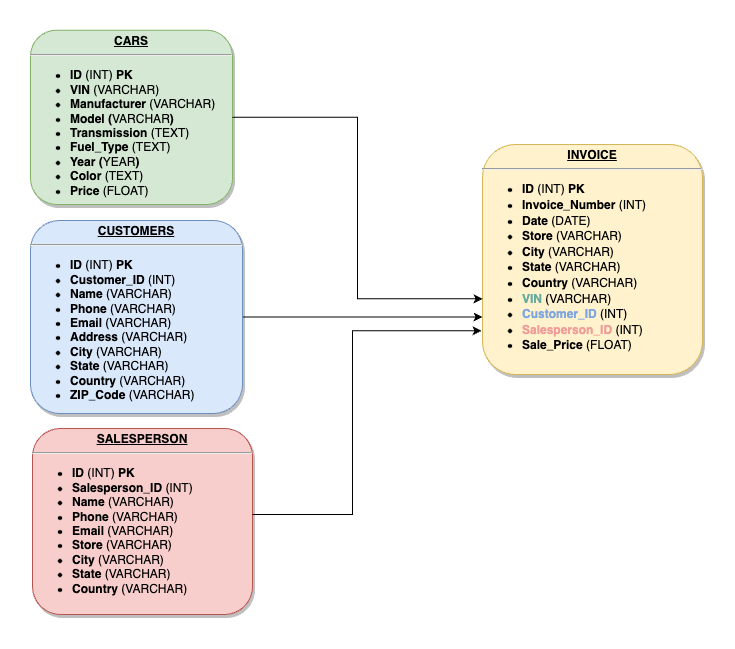 CARS
• ID (INT) PK
• VIN (VARCHAR)
• Manufacturer (VARCHAR)
• Model (VARCHAR)
• Transmission (TEXT)
• Fuel_Type (TEXT)
• Year (YEAR)
• Color (TEXT)
• Price (FLOAT)
CUSTOMERS
• ID (INT) PK
• Customer_ID (INT)
• Name (VARCHAR)
• Phone (VARCHAR)
• Email (VARCHAR)
• Address (VARCHAR)
• City (VARCHAR)
• State (VARCHAR)
• Country (VARCHAR)
• ZIP_Code (VARCHAR)
SALESPERSON
• ID (INT) PK
• Salesperson_ID (INT)
• Name (VARCHAR)
• Phone (VARCHAR)
• Email (VARCHAR)
• Store (VARCHAR)
• City (VARCHAR)
• State (VARCHAR)
• Country (VARCHAR)
INVOICE
• ID (INT) PK
• Invoice_Number (INT)
• Date (DATE)
• Store (VARCHAR)
• City (VARCHAR)
• State (VARCHAR)
• Country (VARCHAR)
• VIN (VARCHAR)
• Customer_ID (INT)
• Salesperson_ID (INT)
• Sale_Price (FLOAT)